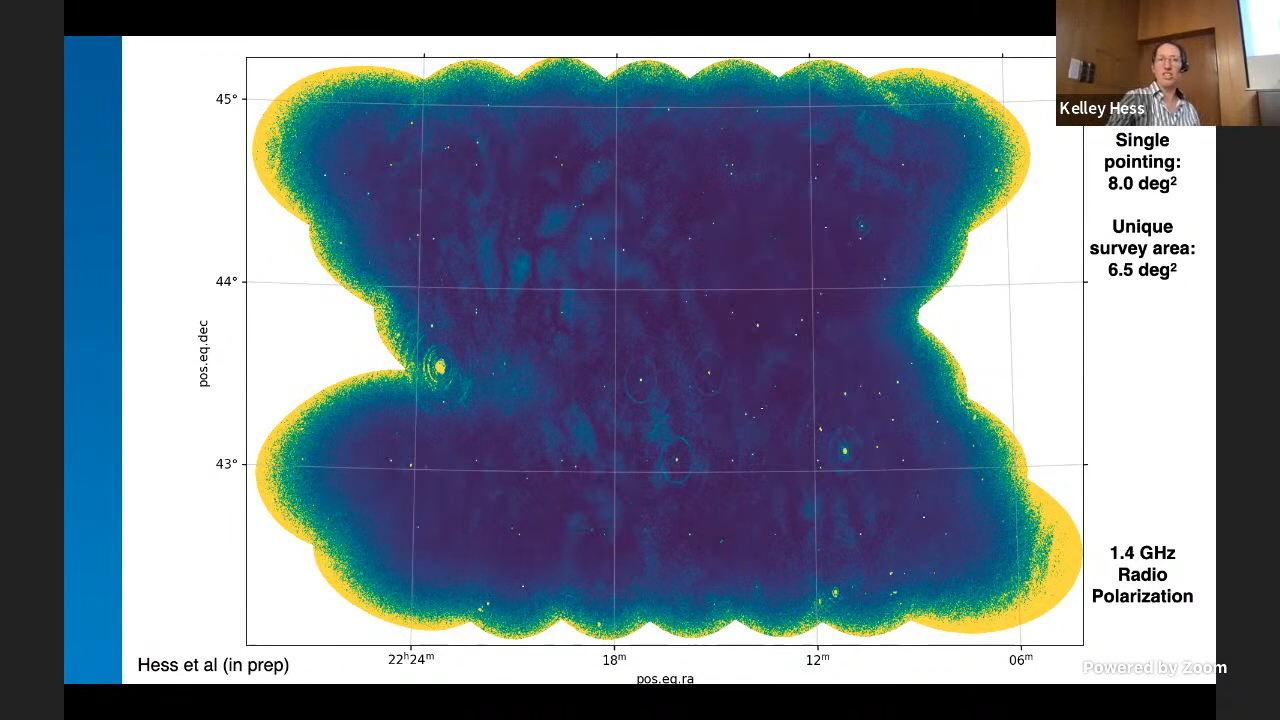 Kelley Hess
Single
pointing:
8.0 deg²
Unique
survey area:
6.5 deg²
1.4 GHz
Radio
Polarization
45°
44°
43°
pos.eq.dec
22ʰ24ᵐ
18ᵐ
12ᵐ
06ᵐ
pos.eq.ra
Hess et al (in prep)
Powered by Zoom